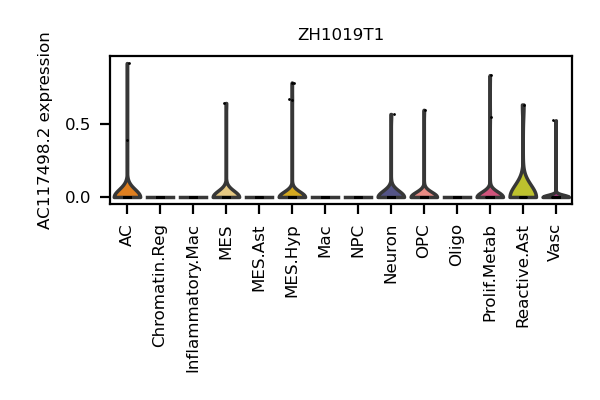 ZH1019T1
AC117498.2 expression
0.5
0.0
AC
Chromatin.Reg
Inflammatory.Mac
MES
MES.Ast
MES.Hyp
Mac
NPC
Neuron
OPC
Oligo
Prolif.Metab
Reactive.Ast
Vasc